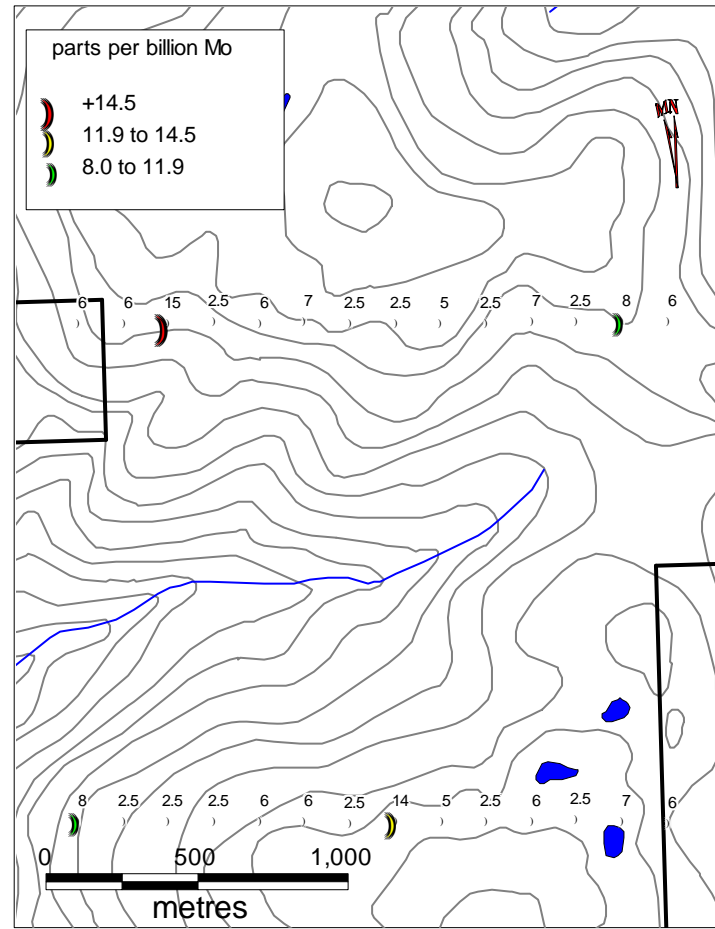 parts per billion Mo
+14.5
11.9 to 14.5
8.0 to 11.9
MN
6 6 15 2.5 6 7 2.5 2.5 5 2.5 7 2.5 8 6
8 2.5 2.5 2.5 6 6 2.5 14 5 2.5 6 2.5 7 6
0 500 1,000
metres